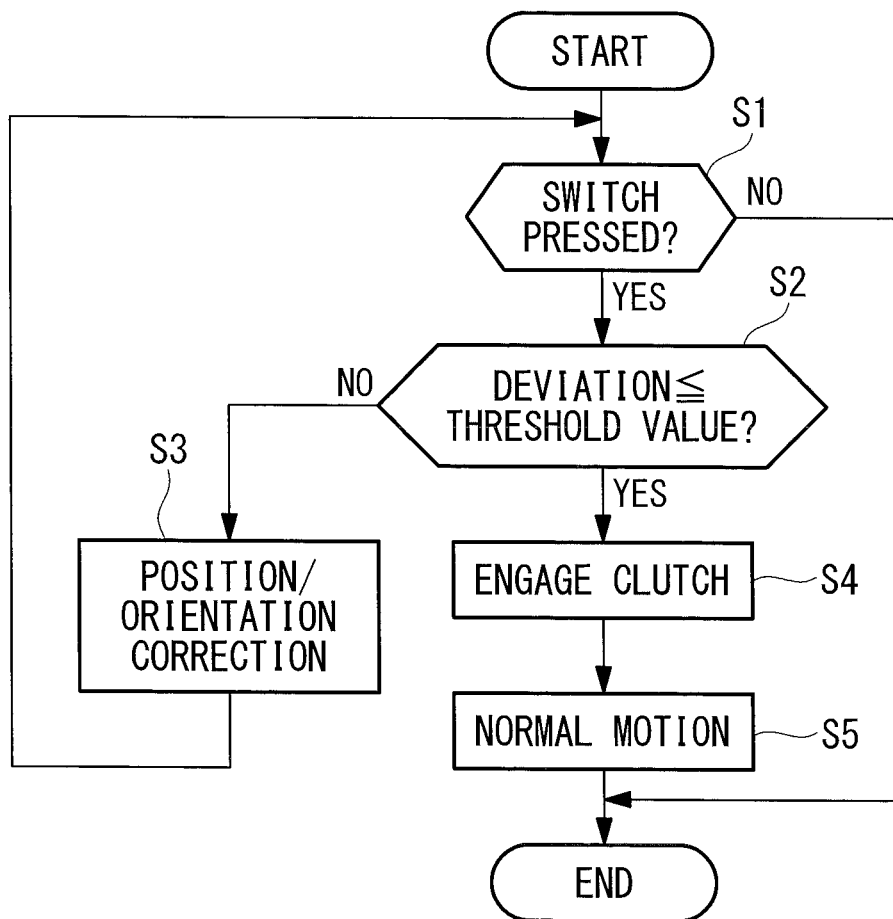 START
S1
SWITCH
PRESSED?
NO
YES
S2
DEVIATION≦
THRESHOLD VALUE?
NO
YES
S3
POSITION/
ORIENTATION
CORRECTION
ENGAGE CLUTCH
S4
NORMAL MOTION
S5
END